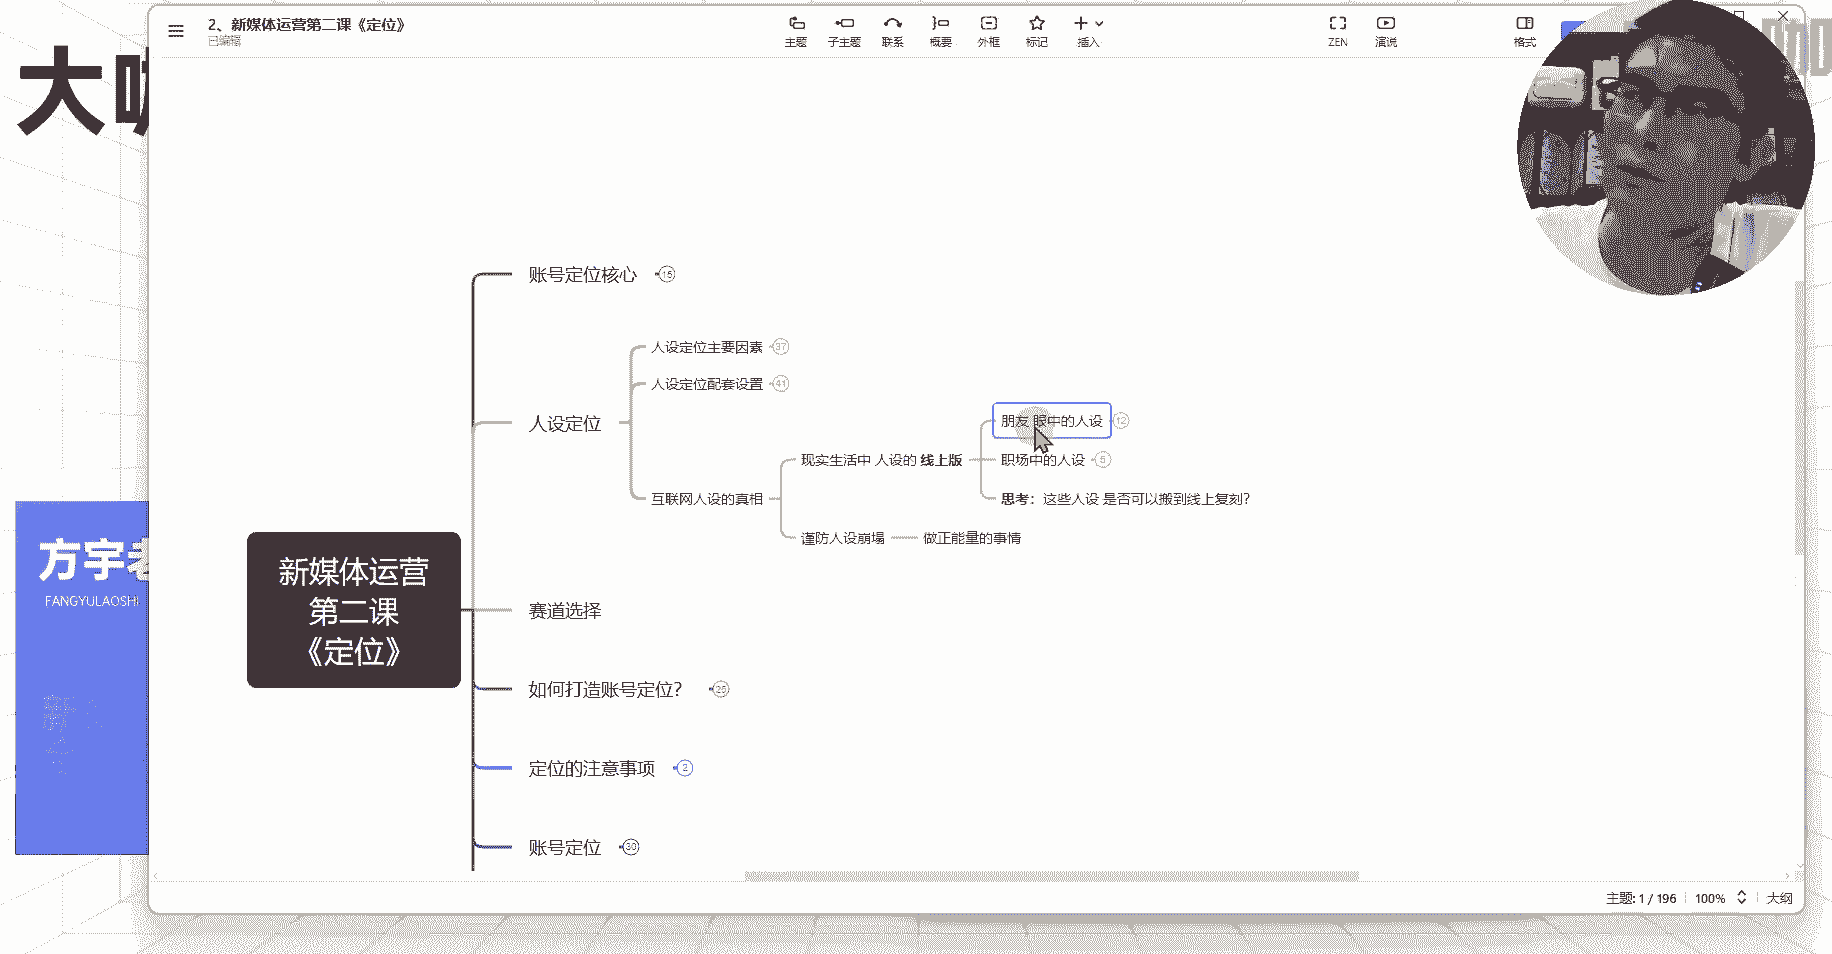 2、新媒体运营第二课《定位》
已编辑
主题
子主题
联系
概要
外框
标记
插入
ZEN
演说
格式
大
咖
账号定位核心 15
人设定位主要因素 37
人设定位配套设置 41
人设定位
朋友 眼中的人设 12
现实生活中 人设的 线上版
职场中的人设 5
互联网人设的真相
思考：这些人设 是否可以搬到线上复刻？
谨防人设崩塌
做正能量的事情
新媒体运营
第二课
《定位》
赛道选择
如何打造账号定位？ 25
定位的注意事项 2
账号定位 30
方宇
FANGYULAOSHI
主题: 1 / 196
100%
大纲